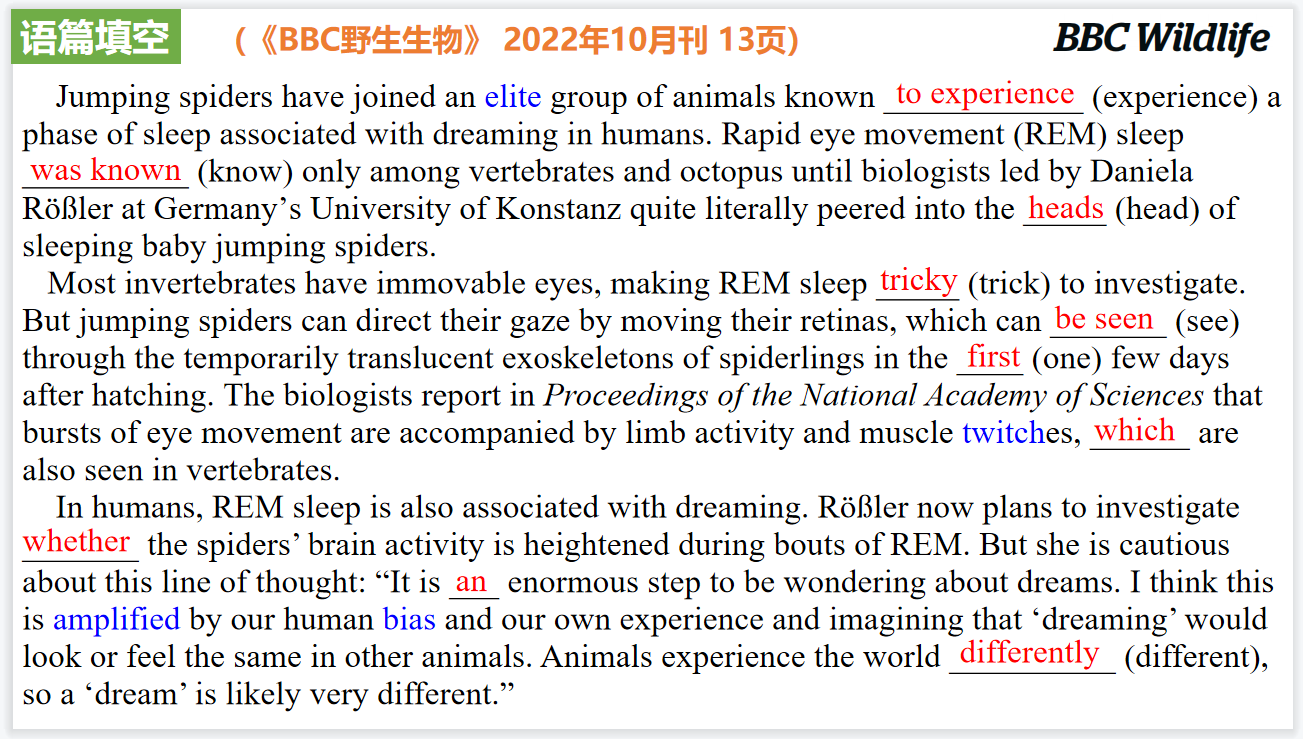 语篇填空 (《BBC野生生物》 2022年10月刊 13页) BBC Wildlife
Jumping spiders have joined an elite group of animals known to experience (experience) a
phase of sleep associated with dreaming in humans. Rapid eye movement (REM) sleep
was known (know) only among vertebrates and octopus until biologists led by Daniela
Rößler at Germany’s University of Konstanz quite literally peered into the heads (head) of
sleeping baby jumping spiders.
Most invertebrates have immovable eyes, making REM sleep tricky (trick) to investigate.
But jumping spiders can direct their gaze by moving their retinas, which can be seen (see)
through the temporarily translucent exoskeletons of spiderlings in the first (one) few days
after hatching. The biologists report in Proceedings of the National Academy of Sciences that
bursts of eye movement are accompanied by limb activity and muscle twitches, which are
also seen in vertebrates.
In humans, REM sleep is also associated with dreaming. Rößler now plans to investigate
whether the spiders’ brain activity is heightened during bouts of REM. But she is cautious
about this line of thought: “It is an enormous step to be wondering about dreams. I think this
is amplified by our human bias and our own experience and imagining that ‘dreaming’ would
look or feel the same in other animals. Animals experience the world differently (different),
so a ‘dream’ is likely very different.”